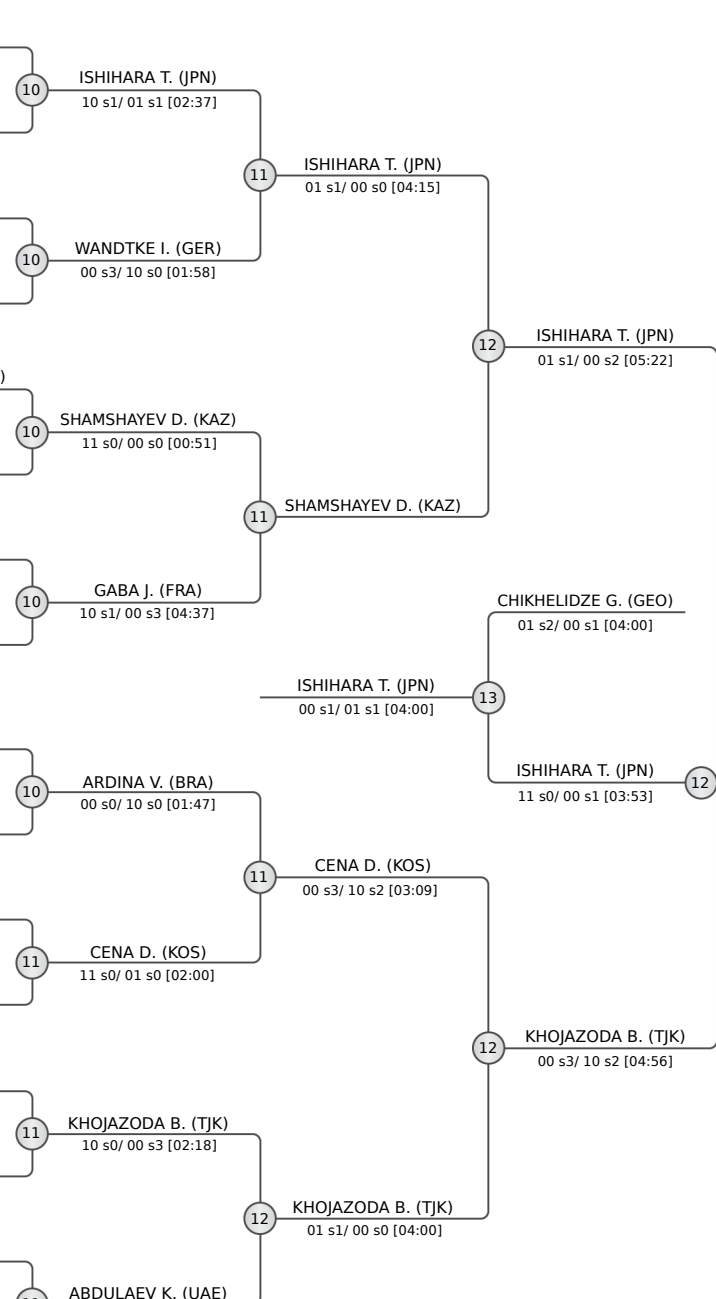 10
ISHIHARA T. (JPN)
10 s1/ 01 s1 [02:37]
11
ISHIHARA T. (JPN)
01 s1/ 00 s0 [04:15]
10
WANDTKE I. (GER)
00 s3/ 10 s0 [01:58]
12
ISHIHARA T. (JPN)
01 s1/ 00 s2 [05:22]
)
10
SHAMSHAYEV D. (KAZ)
11 s0/ 00 s0 [00:51]
11
SHAMSHAYEV D. (KAZ)
10
GABA J. (FRA)
10 s1/ 00 s3 [04:37]
CHIKHELIDZE G. (GEO)
01 s2/ 00 s1 [04:00]
ISHIHARA T. (JPN)
00 s1/ 01 s1 [04:00]
13
ISHIHARA T. (JPN)
11 s0/ 00 s1 [03:53]
12
10
ARDINA V. (BRA)
00 s0/ 10 s0 [01:47]
11
CENA D. (KOS)
00 s3/ 10 s2 [03:09]
11
CENA D. (KOS)
11 s0/ 01 s0 [02:00]
12
KHOJAZODA B. (TJK)
00 s3/ 10 s2 [04:56]
11
KHOJAZODA B. (TJK)
10 s0/ 00 s3 [02:18]
12
KHOJAZODA B. (TJK)
01 s1/ 00 s0 [04:00]
ABDULAEV K. (UAE)